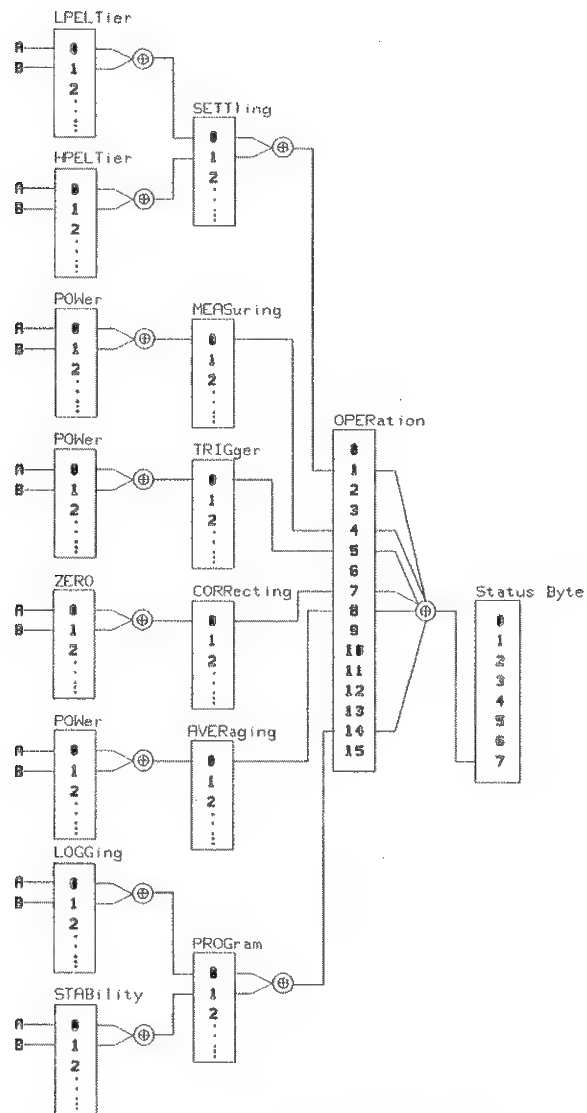 LPELTier
A
B
0
1
2
SETTling
0
1
2
HPELTier
A
B
0
1
2
POWer
A
B
0
1
2
MEASuring
0
1
2
OPERation
0
1
2
3
4
5
6
7
8
9
10
11
12
13
14
15
POWer
A
B
0
1
2
TRIGger
0
1
2
ZERO
A
B
0
1
2
CORRecting
0
1
2
Status Byte
0
1
2
3
4
5
6
7
POWer
A
B
0
1
2
AVERaging
0
1
2
LOGGing
A
B
0
1
2
PROGram
0
1
2
STABility
A
B
0
1
2